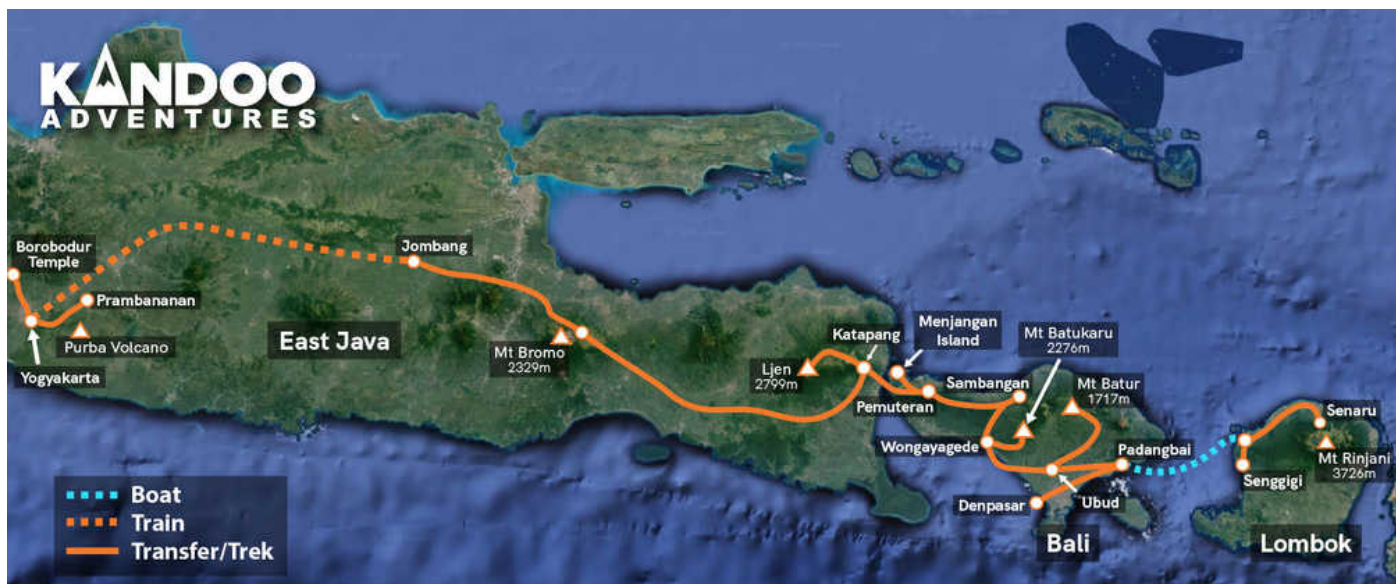 KANDOO
ADVENTURES
Borobodur
Temple
Prambananan
Purba Volcano
Yogyakarta
East Java
Jombang
Mt Bromo
2329m
Ljen
2799m
Katapang
Menjangan
Island
Pemuteran
Sambangan
Mt Batukaru
2276m
Mt Batur
1717m
Wongayagede
Padangbai
Denpasar
Ubud
Bali
Senaru
Mt Rinjani
3726m
Senggigi
Lombok
Boat
Train
Transfer/Trek